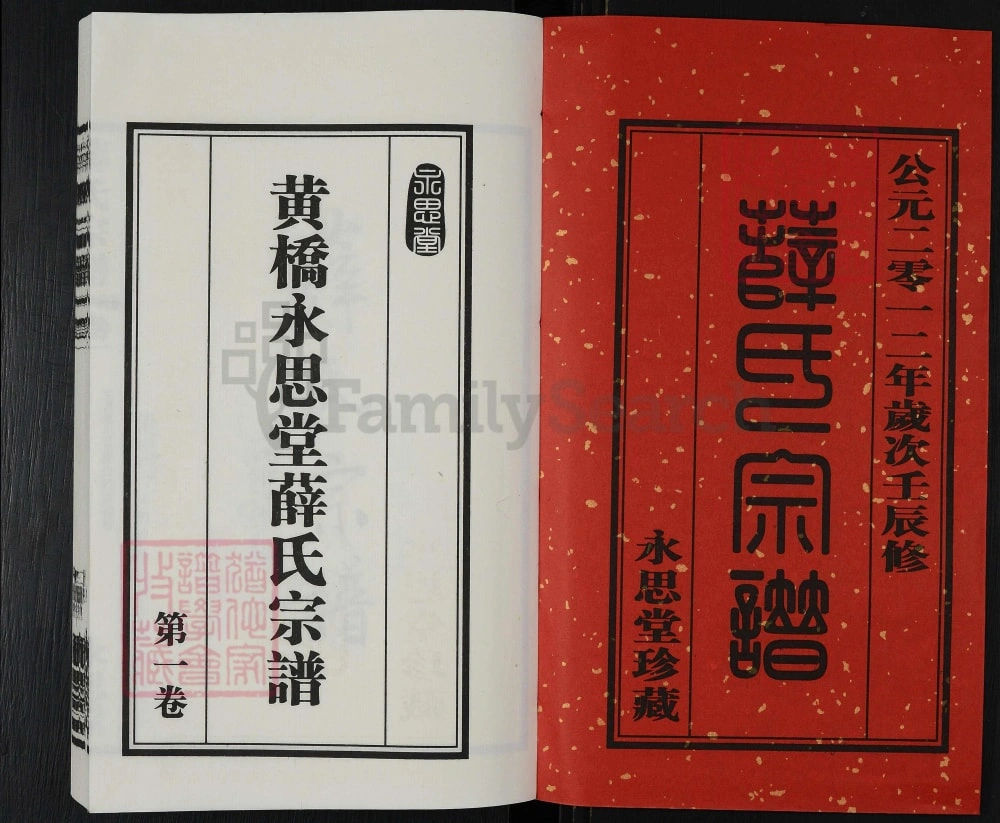 公元二零一二年歲次壬辰修
薛氏宗譜
永思堂珍藏
永思堂
黃橋永思堂薛氏宗譜
第一卷
FamilySearch